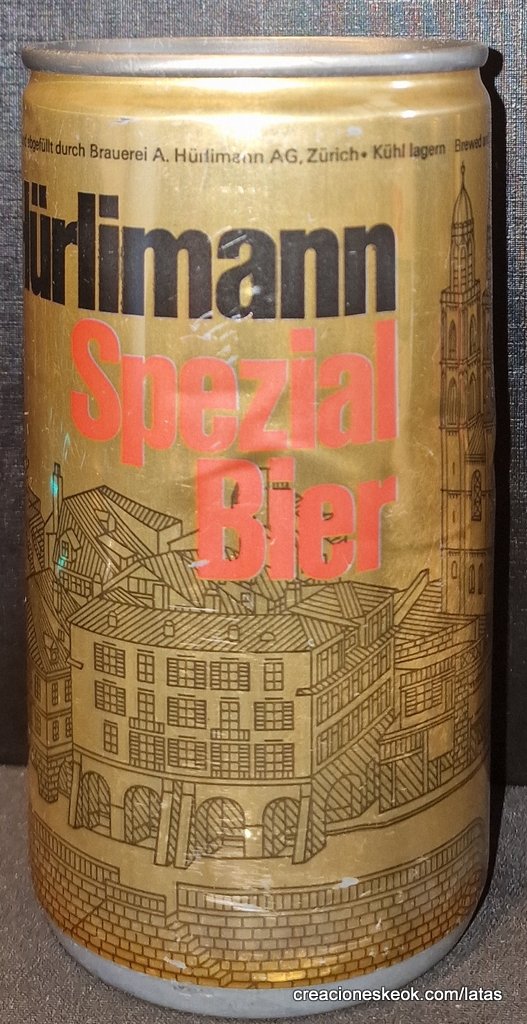 abgefüllt durch Brauerei A. Hürlimann AG, Zürich • Kühl lagern Brewed
ürlimann
Spezial
Bier
creacioneskeok.com/latas